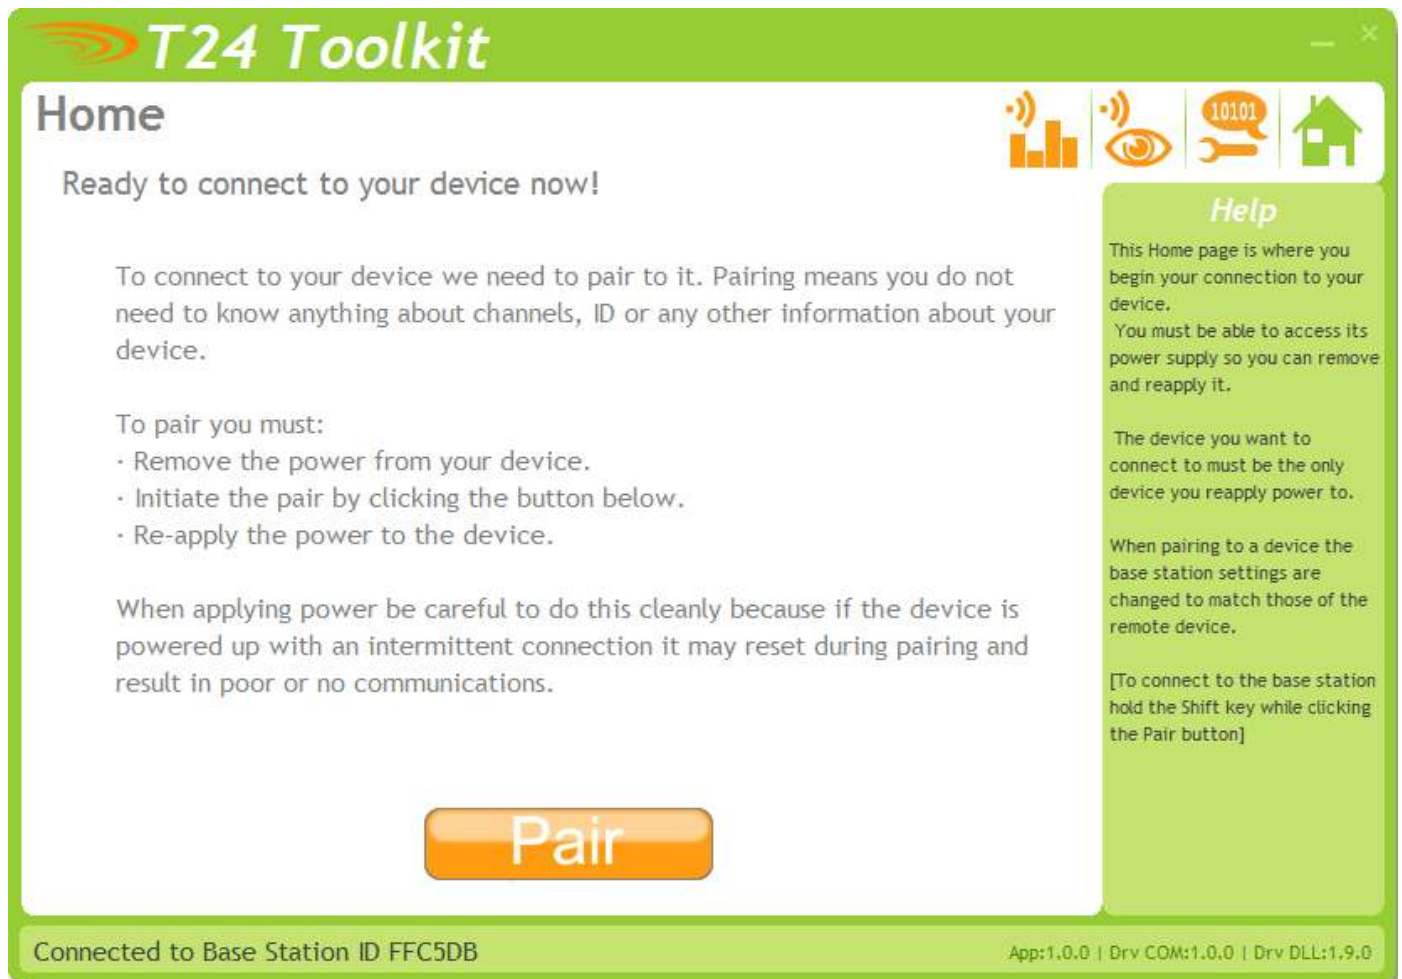 T24 Toolkit
Home
10101
Ready to connect to your device now!
To connect to your device we need to pair to it. Pairing means you do not
need to know anything about channels, ID or any other information about your
device.
To pair you must:
· Remove the power from your device.
· Initiate the pair by clicking the button below.
· Re-apply the power to the device.
When applying power be careful to do this cleanly because if the device is
powered up with an intermittent connection it may reset during pairing and
result in poor or no communications.
Pair
Help
This Home page is where you
begin your connection to your
device.
You must be able to access its
power supply so you can remove
and reapply it.
The device you want to
connect to must be the only
device you reapply power to.
When pairing to a device the
base station settings are
changed to match those of the
remote device.
[To connect to the base station
hold the Shift key while clicking
the Pair button]
Connected to Base Station ID FFC5DB
App:1.0.0 | Drv COM:1.0.0 | Drv DLL:1.9.0